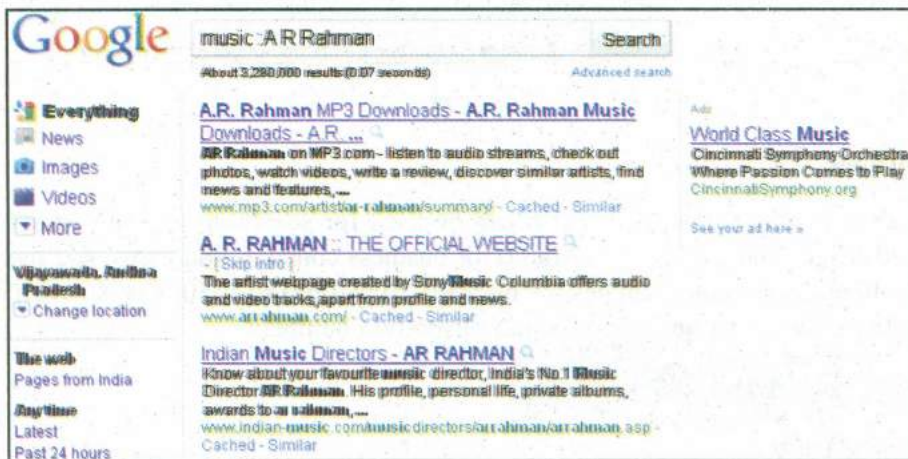 Google
music :A R Rahman
Search
About 3,280,000 results (0.07 seconds)
Advanced search
Everything
News
Images
Videos
More
Vijayawada, Andhra
Pradesh
Change location
The web
Pages from India
Any time
Latest
Past 24 hours
A.R. Rahman MP3 Downloads - A.R. Rahman Music
Downloads - A.R. ...
AR Rahman on MP3.com - listen to audio streams, check out
photos, watch videos, write a review, discover similar artists, find
news and features, ...
www.mp3.com/artist/ar-rahman/summary/ - Cached - Similar
A. R. RAHMAN :: THE OFFICIAL WEBSITE
- [ Skip intro ]
The artist webpage created by Sony Music Columbia offers audio
and video tracks, apart from profile and news.
www.arrahman.com/ - Cached - Similar
Indian Music Directors - AR RAHMAN
Know about your favourite music director, India's No.1 Music
Director AR Rahman. His profile, personal life, private albums,
awards to ar rahman, ...
www.indian-music.com/musicdirectors/arrahman/arrahman.asp -
Cached - Similar
Ads
World Class Music
Cincinnati Symphony Orchestra
Where Passion Comes to Play
CincinnatiSymphony.org
See your ad here »